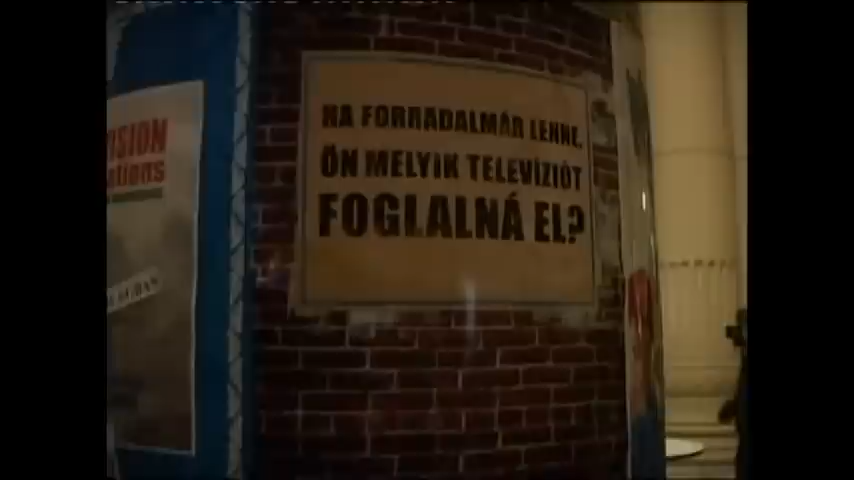 HA FORRADALMÁR LENNE,
ÖN MELYIK TELEVÍZIÓT
FOGLALNÁ EL?